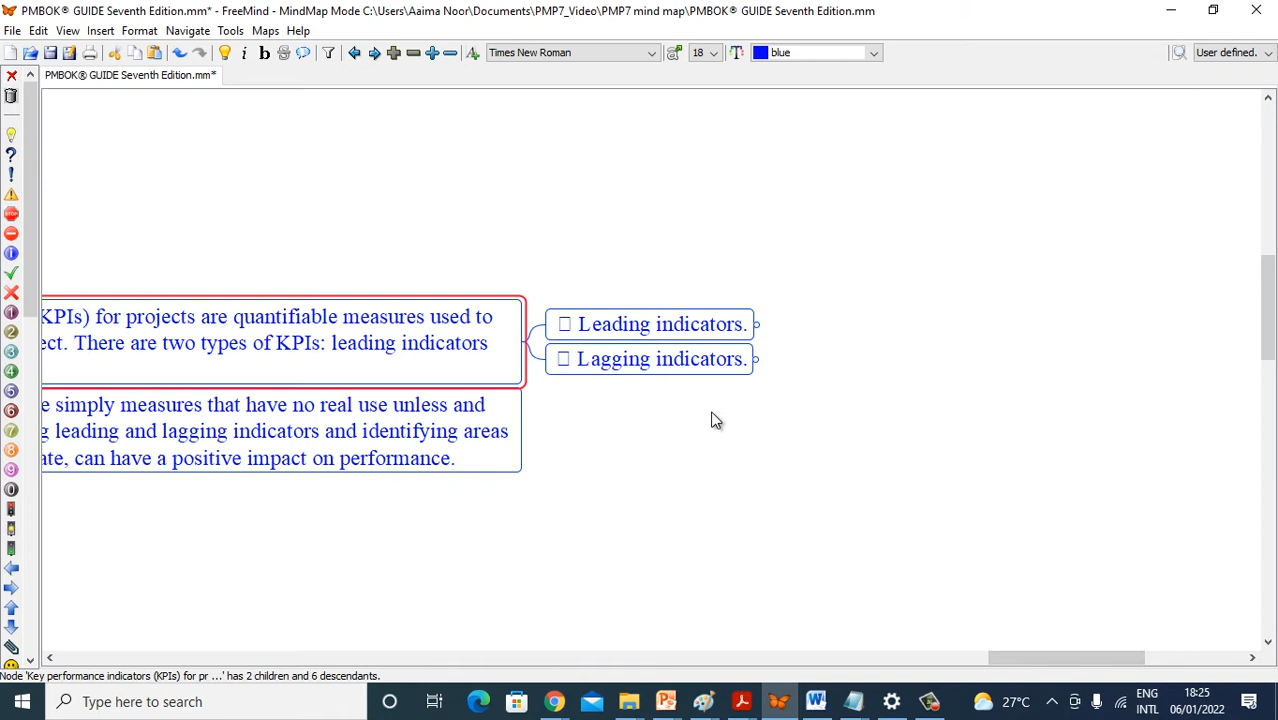 PMBOK® GUIDE Seventh Edition.mm* - FreeMind - MindMap Mode C:\Users\Aaima Noor\Documents\PMP7_Video\PMP7 mind map\PMBOK® GUIDE Seventh Edition.mm
File Edit View Insert Format Navigate Tools Maps Help
Times New Roman 18 blue User defined.
PMBOK® GUIDE Seventh Edition.mm*
KPIs) for projects are quantifiable measures used to
ect. There are two types of KPIs: leading indicators
Leading indicators.
Lagging indicators.
e simply measures that have no real use unless and
g leading and lagging indicators and identifying areas
ate, can have a positive impact on performance.
Node 'Key performance indicators (KPIs) for pr ...' has 2 children and 6 descendants.
Type here to search
27°C
ENG
INTL
18:25
06/01/2022